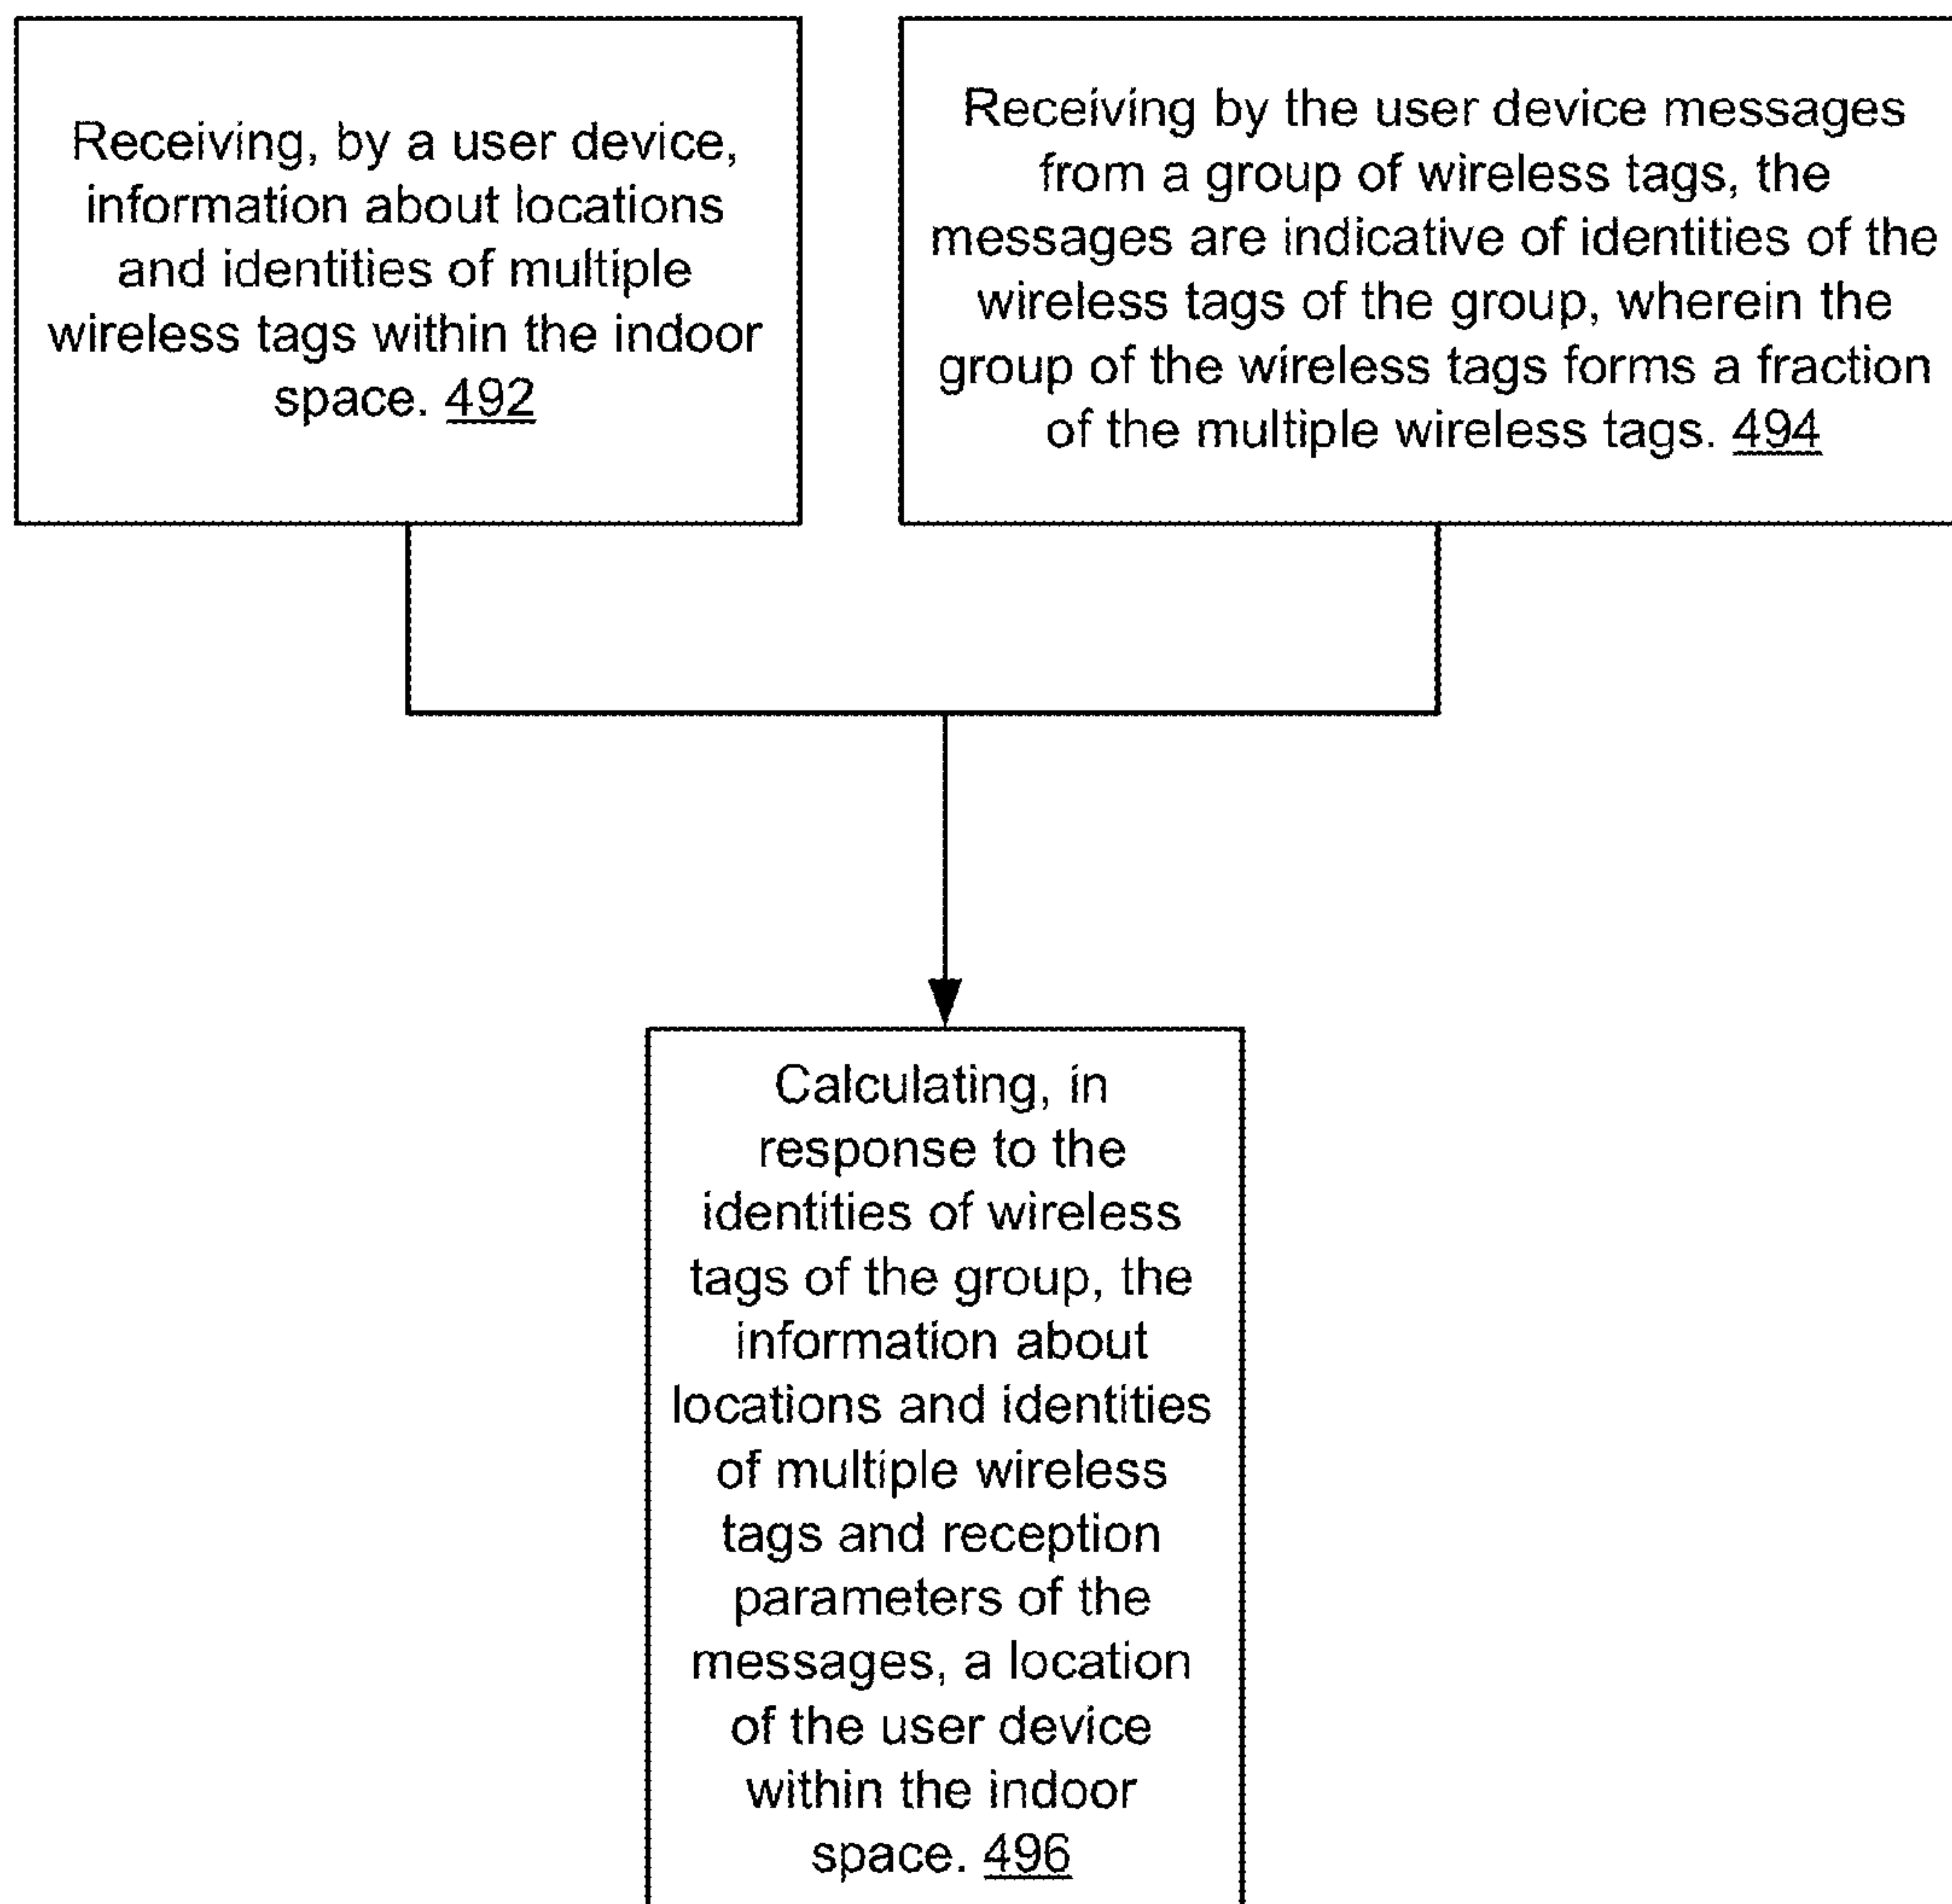 Receiving, by a user device,
information about locations
and identities of multiple
wireless tags within the indoor
space. 492
Receiving by the user device messages
from a group of wireless tags, the
messages are indicative of identities of the
wireless tags of the group, wherein the
group of the wireless tags forms a fraction
of the multiple wireless tags. 494
Calculating, in
response to the
identities of wireless
tags of the group, the
information about
locations and identities
of multiple wireless
tags and reception
parameters of the
messages, a location
of the user device
within the indoor
space. 496